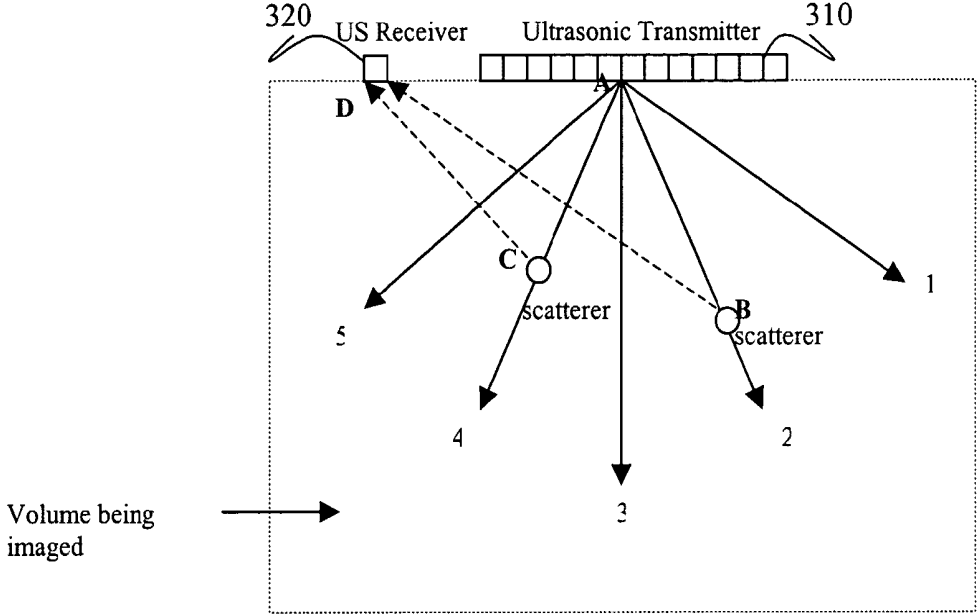 320
310
US Receiver
Ultrasonic Transmitter
A
D
C
scatterer
B
scatterer
1
5
4
2
3
Volume being
imaged